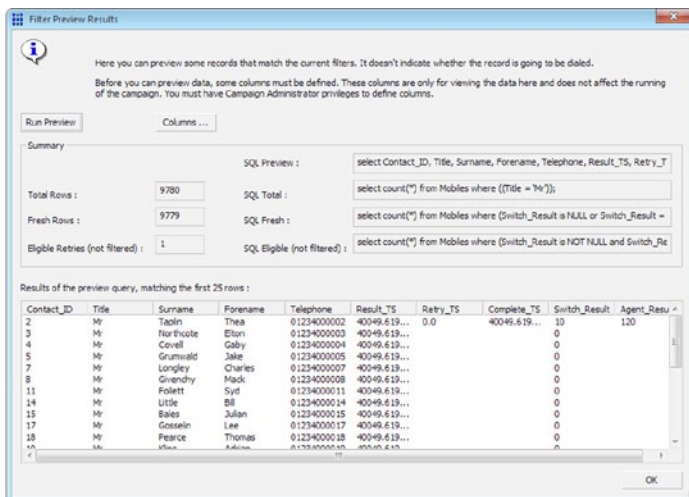 Filter Preview Results
Here you can preview some records that match the current filters. It doesn't indicate whether the record is going to be dialed.
Before you can preview data, some columns must be defined. These columns are only for viewing the data here and does not affect the running
of the campaign. You must have Campaign Administrator privileges to define columns.
Run Preview Columns ...
Summary
SQL Preview : select Contact_ID, Title, Surname, Forename, Telephone, Result_TS, Retry_T
Total Rows : 9780 SQL Total : select count(*) from Mobiles where ((Title = 'Mr'));
Fresh Rows : 9779 SQL Fresh : select count(*) from Mobiles where (Switch_Result is NULL or Switch_Result =
Eligible Retries (not filtered) : 1 SQL Eligible (not filtered) : select count(*) from Mobiles where (Switch_Result is NOT NULL and Switch_Re
Results of the preview query, matching the first 25 rows :
Contact_ID Title Surname Forename Telephone Result_TS Retry_TS Complete_TS Switch_Result Agent_Resu
2 Mr Taplin Thea 01234000002 40049.619... 0.0 40049.619... 10 120
3 Mr Northcote Elton 01234000003 40049.619... 0
4 Mr Covell Gaby 01234000004 40049.619... 0
5 Mr Grumwald Jake 01234000005 40049.619... 0
7 Mr Longley Charles 01234000007 40049.619... 0
8 Mr Givenchy Mack 01234000008 40049.619... 0
11 Mr Follett Syd 01234000011 40049.619... 0
14 Mr Little Bill 01234000014 40049.619... 0
15 Mr Bales Julian 01234000015 40049.619... 0
17 Mr Gosselin Lee 01234000017 40049.619... 0
18 Mr Pearce Thomas 01234000018 40049.619... 0
19 Mr Kline Adrian 01234000019 40049.619... 0
OK